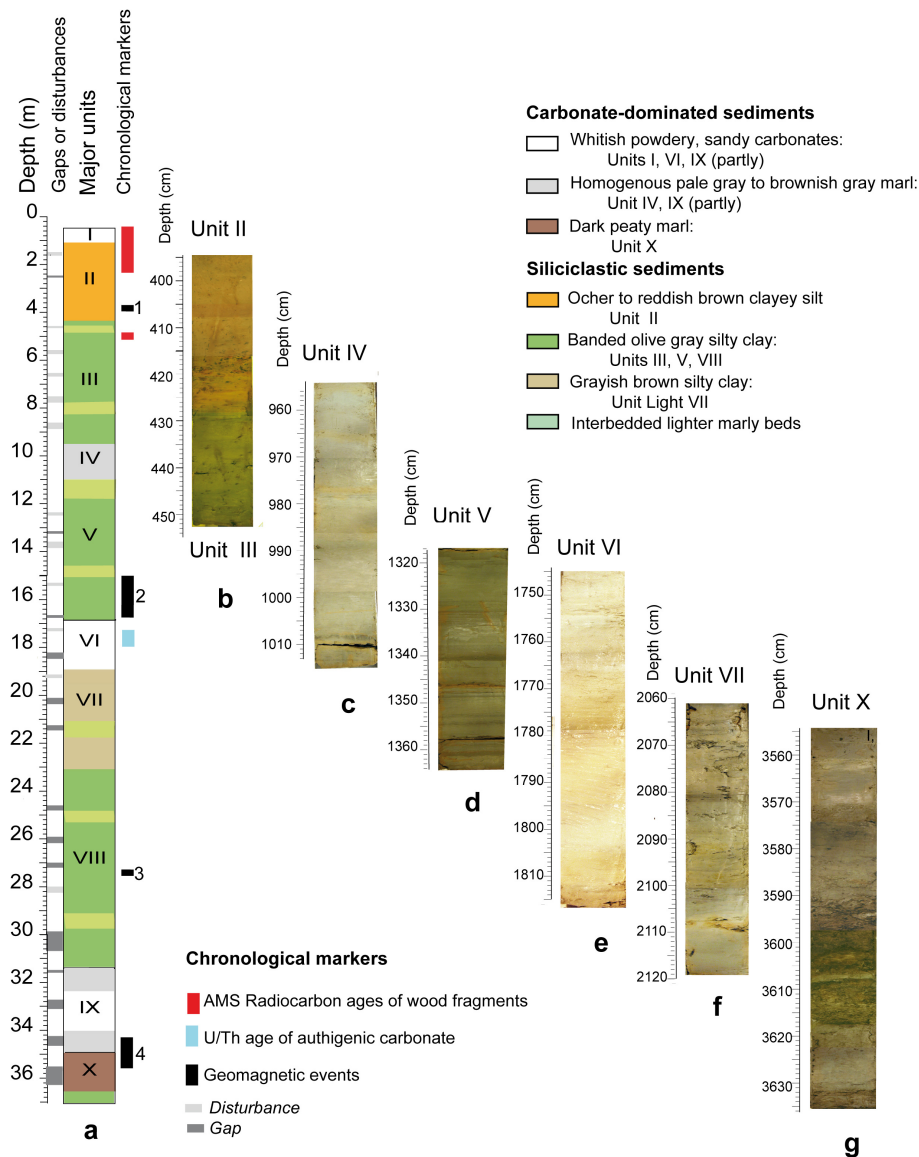 Depth (m)
Gaps or disturbances
Major units
Chronological markers
0
2
4
6
8
10
12
14
16
18
20
22
24
26
28
30
32
34
36
I
II
III
IV
V
VI
VII
VIII
IX
X
1
2
3
4
a
Depth (cm)
Unit II
400
410
420
430
440
450
Unit III
b
Depth (cm)
Unit IV
960
970
980
990
1000
1010
c
Depth (cm)
Unit V
1320
1330
1340
1350
1360
d
Depth (cm)
Unit VI
1750
1760
1770
1780
1790
1800
1810
e
Depth (cm)
Unit VII
2060
2070
2080
2090
2100
2110
2120
f
Depth (cm)
Unit X
3560
3570
3580
3590
3600
3610
3620
3630
g
Carbonate-dominated sediments
Whitish powdery, sandy carbonates:
Units I, VI, IX (partly)
Homogenous pale gray to brownish gray marl:
Unit IV, IX (partly)
Dark peaty marl:
Unit X
Siliciclastic sediments
Ocher to reddish brown clayey silt
Unit II
Banded olive gray silty clay:
Units III, V, VIII
Grayish brown silty clay:
Unit Light VII
Interbedded lighter marly beds
Chronological markers
AMS Radiocarbon ages of wood fragments
U/Th age of authigenic carbonate
Geomagnetic events
Disturbance
Gap